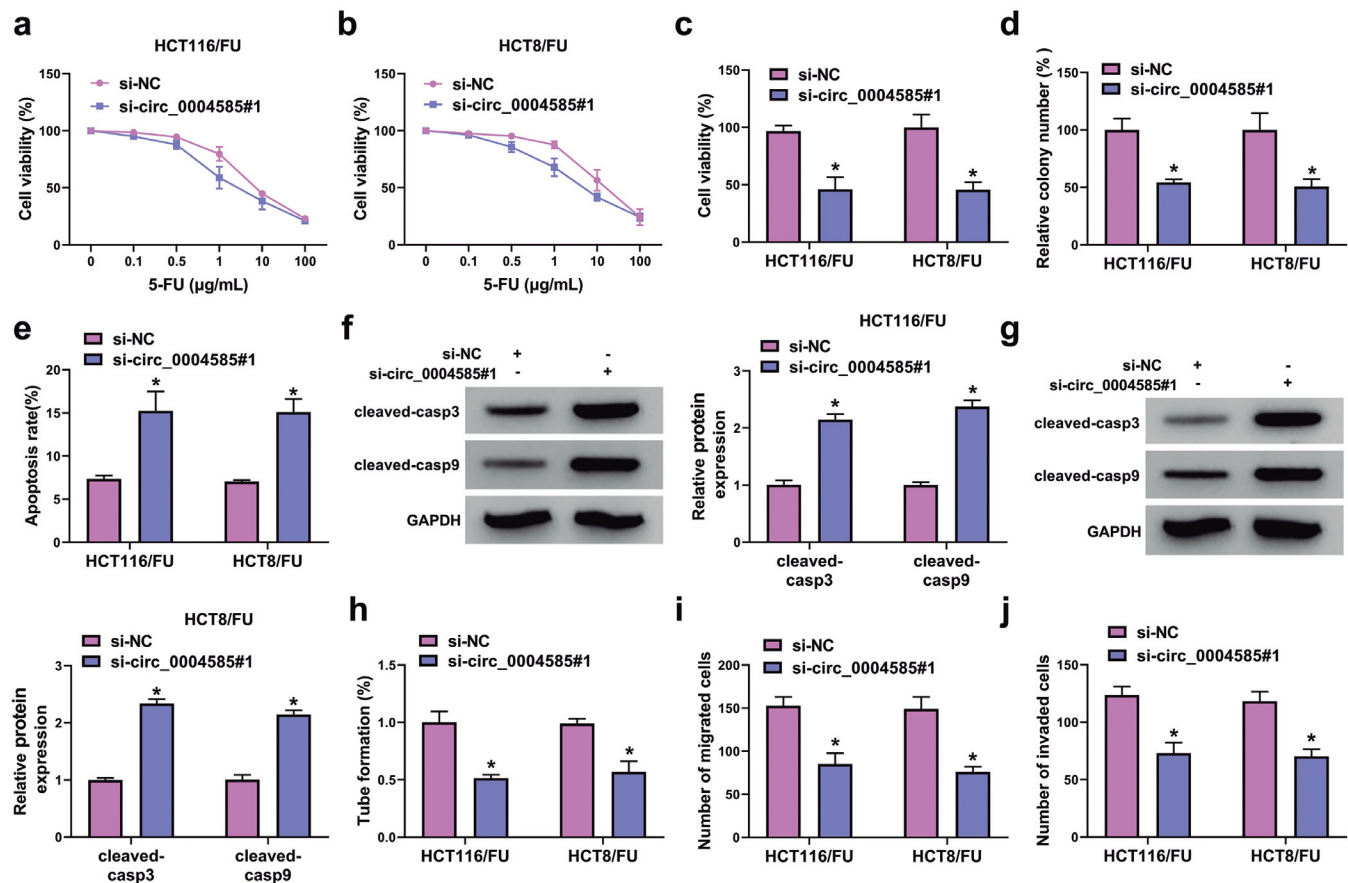 a
HCT116/FU
si-NC
si-circ_0004585#1
Cell viability (%)
150
100
50
0
0 0.1 0.5 1 10 100
5-FU (µg/mL)
b
HCT8/FU
si-NC
si-circ_0004585#1
Cell viability (%)
150
100
50
0
0 0.1 0.5 1 10 100
5-FU (µg/mL)
c
si-NC
si-circ_0004585#1
Cell viability (%)
150
100
50
0
* *
HCT116/FU HCT8/FU
d
si-NC
si-circ_0004585#1
Relative colony number (%)
150
100
50
0
* *
HCT116/FU HCT8/FU
e
si-NC
si-circ_0004585#1
Apoptosis rate(%)
20
15
10
5
0
* *
HCT116/FU HCT8/FU
f
si-NC + -
si-circ_0004585#1 - +
cleaved-casp3
cleaved-casp9
GAPDH
HCT116/FU
si-NC
si-circ_0004585#1
Relative protein
expression
3
2
1
0
* *
cleaved- cleaved-
casp3 casp9
g
si-NC + -
si-circ_0004585#1 - +
cleaved-casp3
cleaved-casp9
GAPDH
HCT8/FU
si-NC
si-circ_0004585#1
Relative protein
expression
3
2
1
0
* *
cleaved- cleaved-
casp3 casp9
h
si-NC
si-circ_0004585#1
Tube formation (%)
1.5
1.0
0.5
0.0
* *
HCT116/FU HCT8/FU
i
si-NC
si-circ_0004585#1
Number of migrated cells
200
150
100
50
0
* *
HCT116/FU HCT8/FU
j
si-NC
si-circ_0004585#1
Number of invaded cells
150
100
50
0
* *
HCT116/FU HCT8/FU